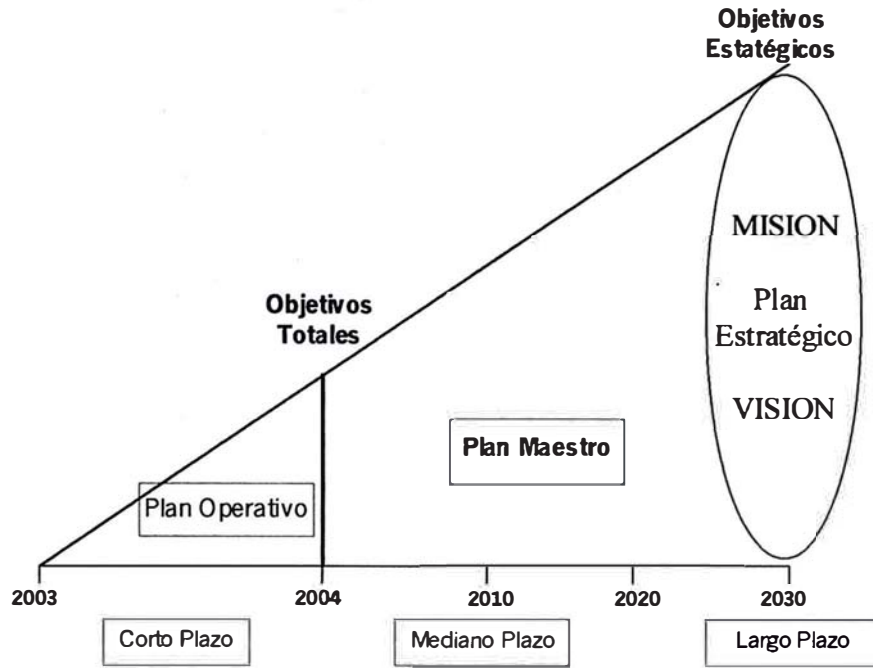 Objetivos
Estatégicos
MISION
Plan
Estratégico
VISION
Objetivos
Totales
Plan Maestro
Plan Operativo
2003
2004
2010
2020
2030
Corto Plazo
Mediano Plazo
Largo Plazo